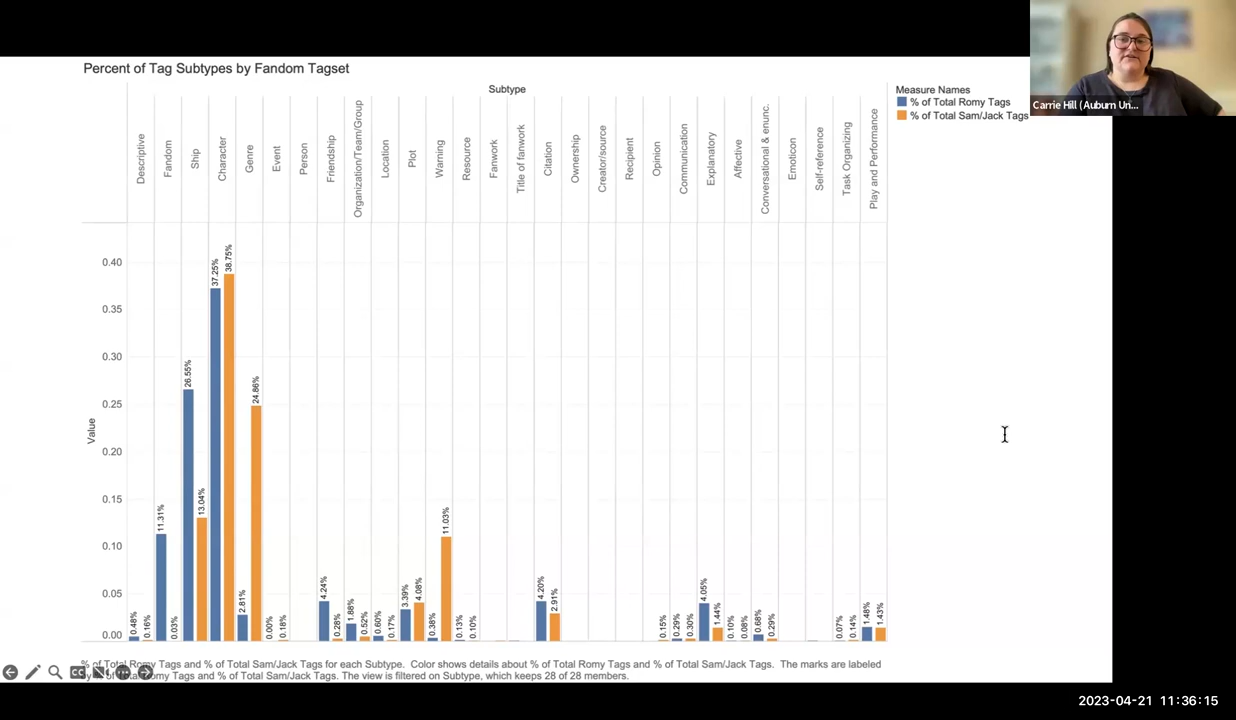 Percent of Tag Subtypes by Fandom Tagset
Subtype
Descriptive
Fandom
Ship
Character
Genre
Event
Person
Friendship
Organization/Team/Group
Location
Plot
Warning
Resource
Fanwork
Title of fanwork
Citation
Ownership
Creator/source
Recipient
Opinion
Communication
Explanatory
Affective
Conversational & enunc.
Emoticon
Self-reference
Task Organizing
Play and Performance
Measure Names
% of Total Romy Tags
% of Total Sam/Jack Tags
Carrie Hill (Auburn Un...
Value
0.40
0.35
0.30
0.25
0.20
0.15
0.10
0.05
0.00
0.48%
0.16%
11.31%
0.03%
26.55%
13.04%
37.25%
38.75%
2.81%
24.86%
0.00%
0.18%
4.24%
0.28%
1.88%
0.52%
0.60%
0.17%
3.39%
4.08%
0.38%
11.03%
0.13%
0.10%
4.20%
2.91%
0.15%
0.29%
0.30%
4.05%
1.44%
0.10%
0.08%
0.68%
0.29%
0.07%
0.14%
1.48%
1.43%
% of Total Romy Tags and % of Total Sam/Jack Tags for each Subtype. Color shows details about % of Total Romy Tags and % of Total Sam/Jack Tags. The marks are labeled
by % of Total Romy Tags and % of Total Sam/Jack Tags. The view is filtered on Subtype, which keeps 28 of 28 members.
CC
2023-04-21 11:36:15